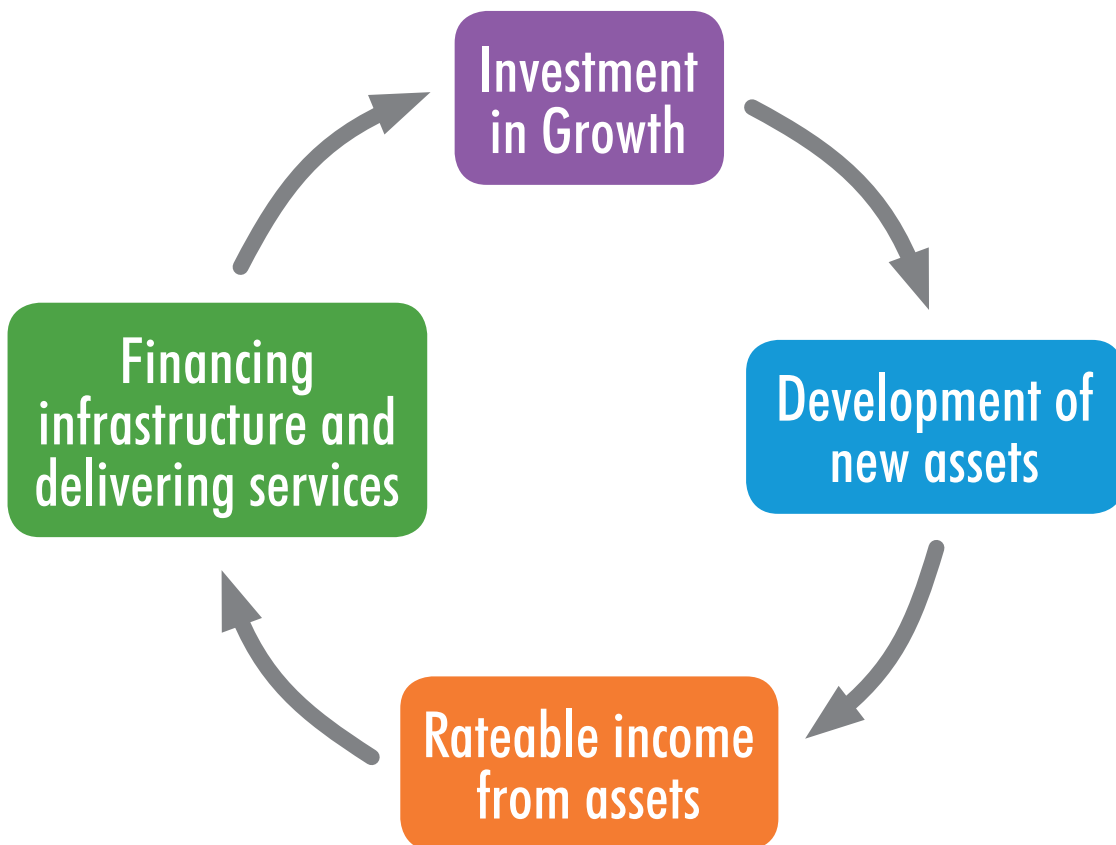 Investment
in Growth
Development of
new assets
Rateable income
from assets
Financing
infrastructure and
delivering services